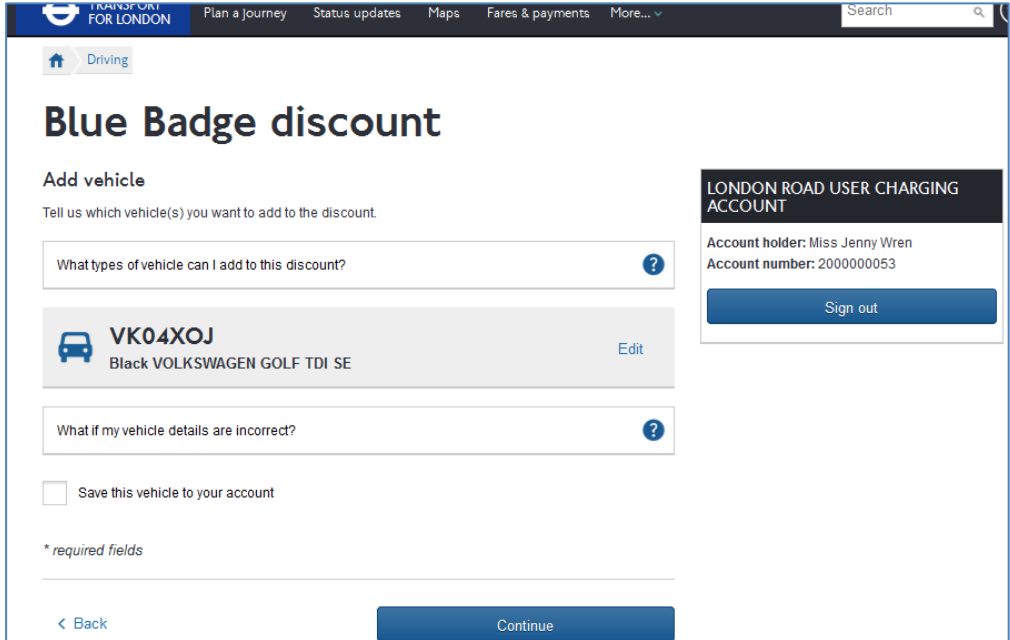 TRANSPORT
FOR LONDON
Plan a journey Status updates Maps Fares & payments More...
Search
Driving
Blue Badge discount
Add vehicle
Tell us which vehicle(s) you want to add to the discount.
What types of vehicle can I add to this discount? ?
VK04XOJ
Black VOLKSWAGEN GOLF TDI SE
Edit
What if my vehicle details are incorrect? ?
Save this vehicle to your account
* required fields
< Back
Continue
LONDON ROAD USER CHARGING
ACCOUNT
Account holder: Miss Jenny Wren
Account number: 2000000053
Sign out